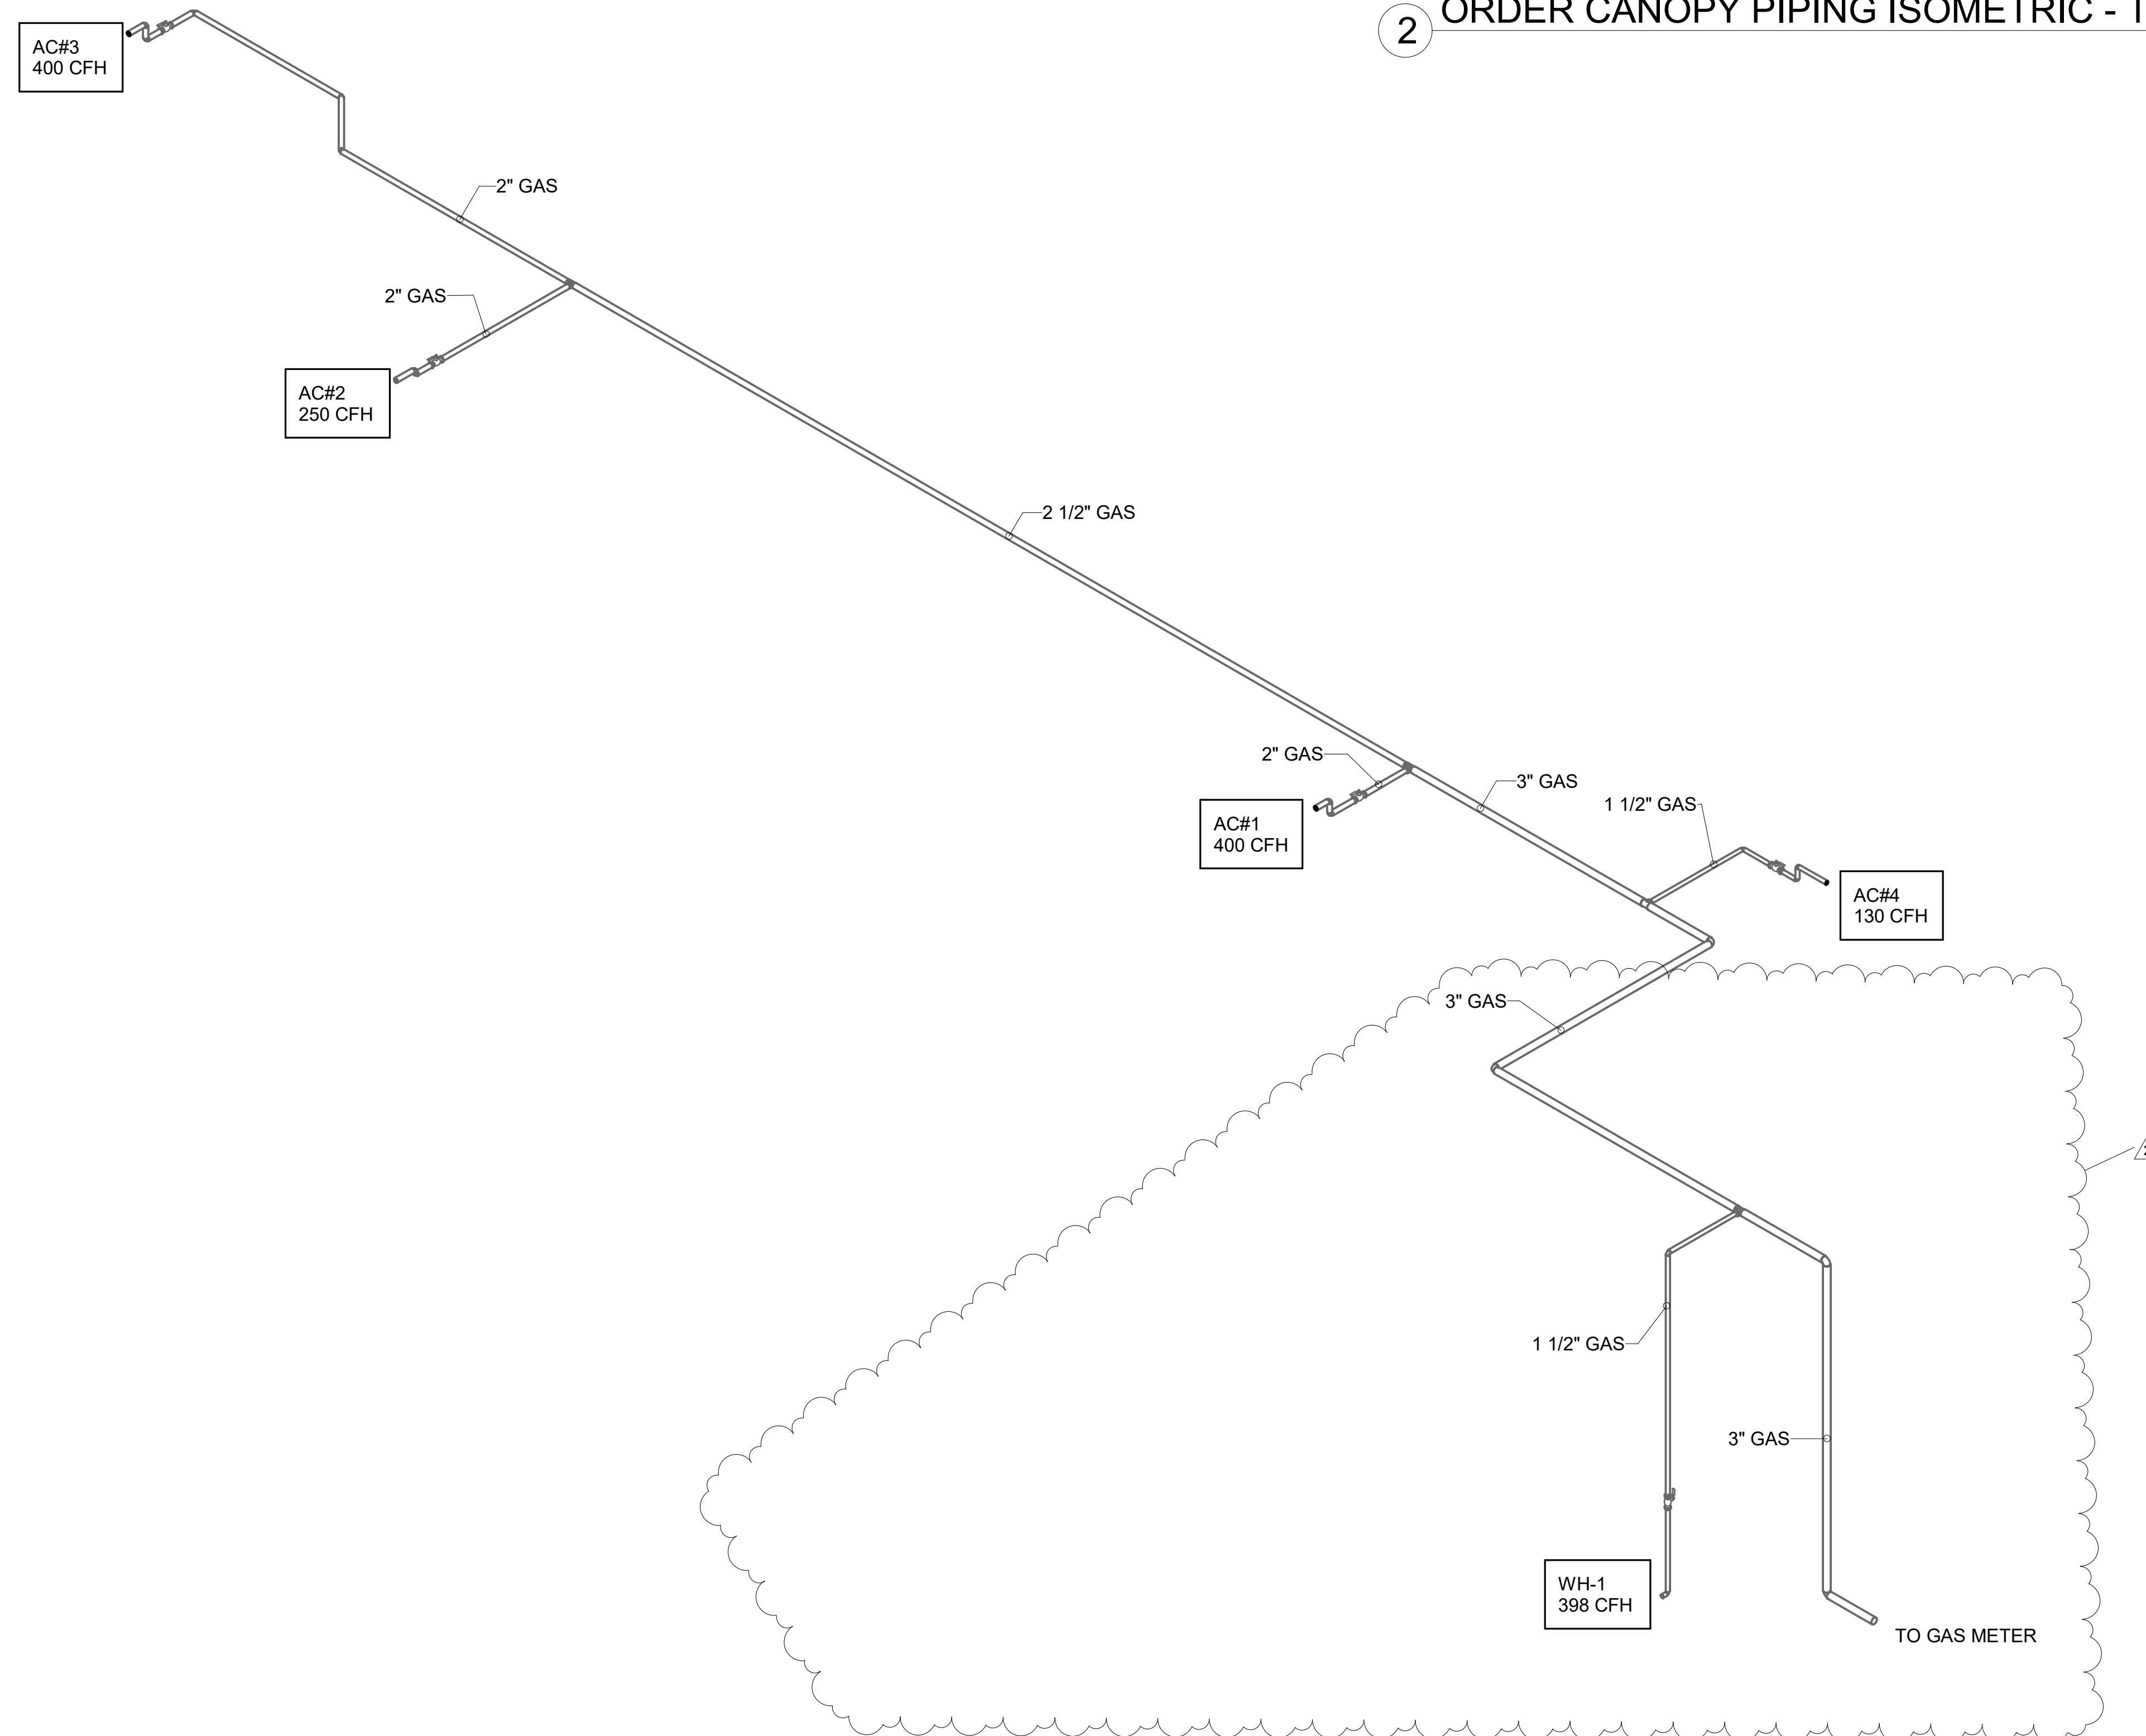 2
ORDER CANOPY PIPING ISOMETRIC -
AC#3
400 CFH
2" GAS
2" GAS
AC#2
250 CFH
2 1/2" GAS
2" GAS
3" GAS
1 1/2" GAS
AC#1
400 CFH
AC#4
130 CFH
3" GAS
1 1/2" GAS
3" GAS
WH-1
398 CFH
TO GAS METER